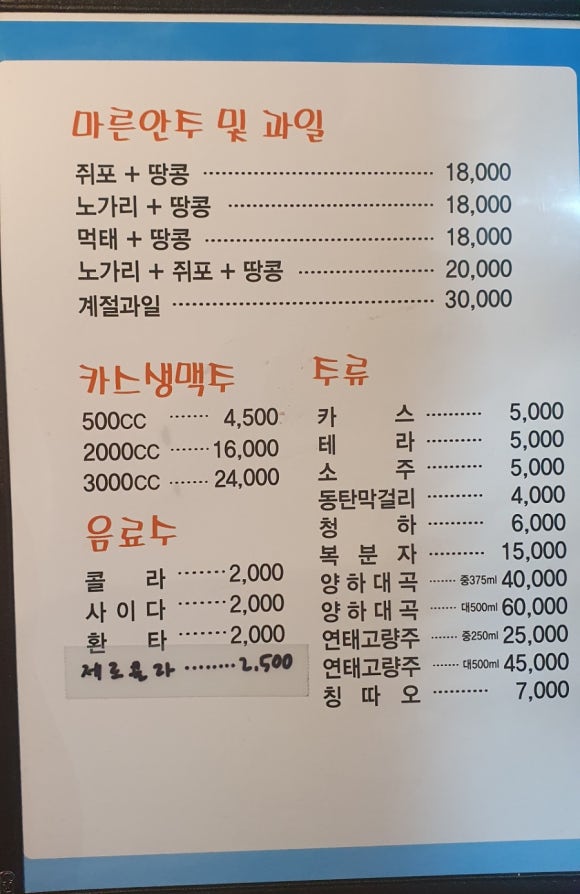 마른안주 및 과일
쥐포 + 땅콩 ········ 18,000
노가리 + 땅콩 ········ 18,000
먹태 + 땅콩 ········ 18,000
노가리 + 쥐포 + 땅콩 ········ 20,000
계절과일 ········ 30,000
카스생맥주
500CC ······· 4,500
2000CC ······· 16,000
3000CC ······ 24,000
음료수
콜 라 ······· 2,000
사 이 다 ······· 2,000
환 타 ······· 2,000
제로콜라 ········ 2,500
주류
카 스 ·········· 5,000
테 라 ·········· 5,000
소 주 ·········· 5,000
동탄막걸리 ·········· 4,000
청 하 ·········· 6,000
복 분 자 ·········· 15,000
양 하 대 곡 ······· 중375ml 40,000
양 하 대 곡 ······· 대500ml 60,000
연태고량주 ······· 중250ml 25,000
연태고량주 ······· 대500ml 45,000
칭 따 오 ·········· 7,000